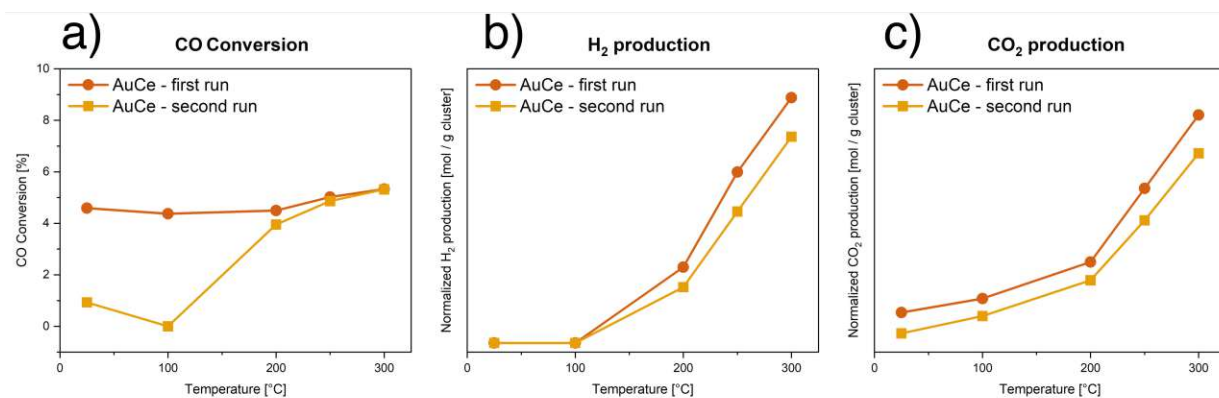 a)
CO Conversion
10
8
6
4
2
0
CO Conversion [%]
AuCe - first run
AuCe - second run
0
100
200
300
Temperature [°C]
b)
H₂ production
Normalized H₂ production [mol / g cluster]
AuCe - first run
AuCe - second run
0
100
200
300
Temperature [°C]
c)
CO₂ production
Normalized CO₂ production [mol / g cluster]
AuCe - first run
AuCe - second run
0
100
200
300
Temperature [°C]